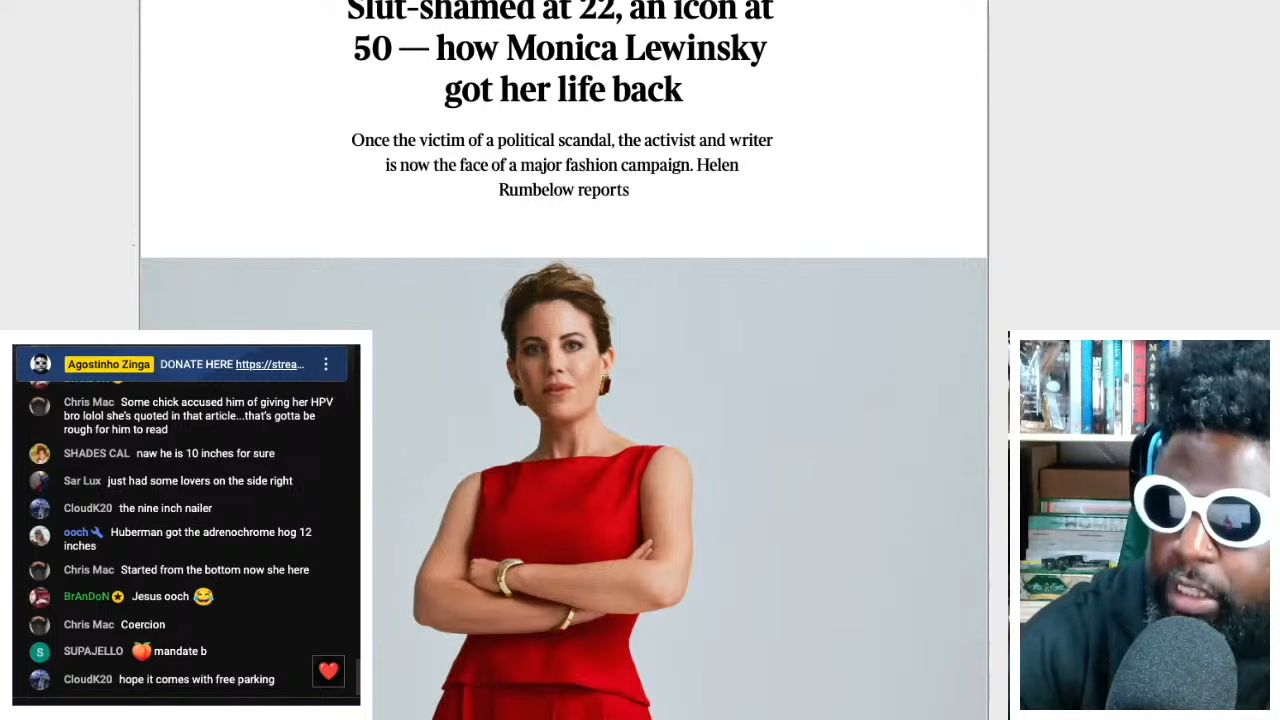 Slut-shamed at 22, an icon at
50 — how Monica Lewinsky
got her life back
Once the victim of a political scandal, the activist and writer
is now the face of a major fashion campaign. Helen
Rumbelow reports
Agostinho Zinga DONATE HERE https://strea...
Chris Mac Some chick accused him of giving her HPV
bro lolol she's quoted in that article...that's gotta be
rough for him to read
SHADES CAL naw he is 10 inches for sure
Sar Lux just had some lovers on the side right
CloudK20 the nine inch nailer
ooch🔧 Huberman got the adrenochrome hog 12
inches
Chris Mac Started from the bottom now she here
BrAnDoN Jesus ooch 😂
Chris Mac Coercion
S SUPAJELLO 🍑 mandate b
CloudK20 hope it comes with free parking